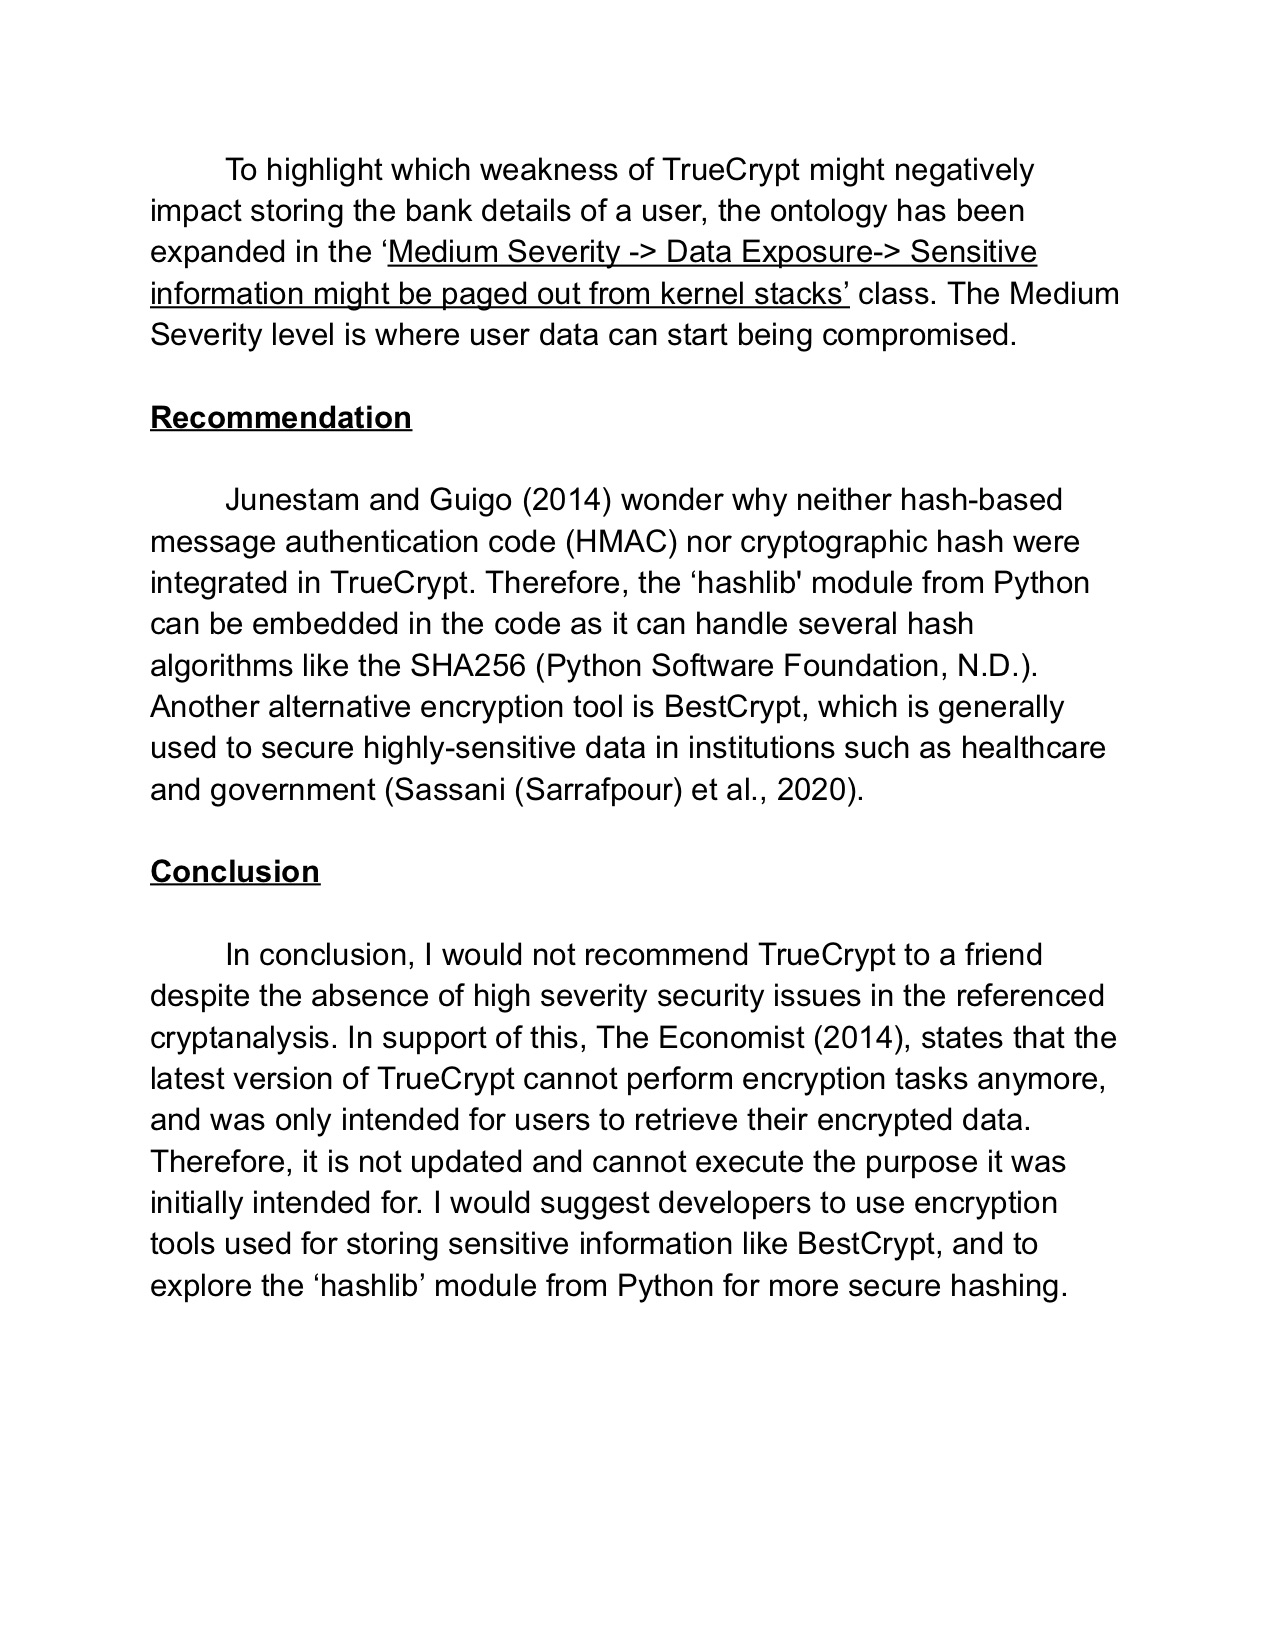 To highlight which weakness of TrueCrypt might negatively
impact storing the bank details of a user, the ontology has been
expanded in the ‘Medium Severity -> Data Exposure-> Sensitive
information might be paged out from kernel stacks’ class. The Medium
Severity level is where user data can start being compromised.
Recommendation
Junestam and Guigo (2014) wonder why neither hash-based
message authentication code (HMAC) nor cryptographic hash were
integrated in TrueCrypt. Therefore, the ‘hashlib' module from Python
can be embedded in the code as it can handle several hash
algorithms like the SHA256 (Python Software Foundation, N.D.).
Another alternative encryption tool is BestCrypt, which is generally
used to secure highly-sensitive data in institutions such as healthcare
and government (Sassani (Sarrafpour) et al., 2020).
Conclusion
In conclusion, I would not recommend TrueCrypt to a friend
despite the absence of high severity security issues in the referenced
cryptanalysis. In support of this, The Economist (2014), states that the
latest version of TrueCrypt cannot perform encryption tasks anymore,
and was only intended for users to retrieve their encrypted data.
Therefore, it is not updated and cannot execute the purpose it was
initially intended for. I would suggest developers to use encryption
tools used for storing sensitive information like BestCrypt, and to
explore the ‘hashlib’ module from Python for more secure hashing.